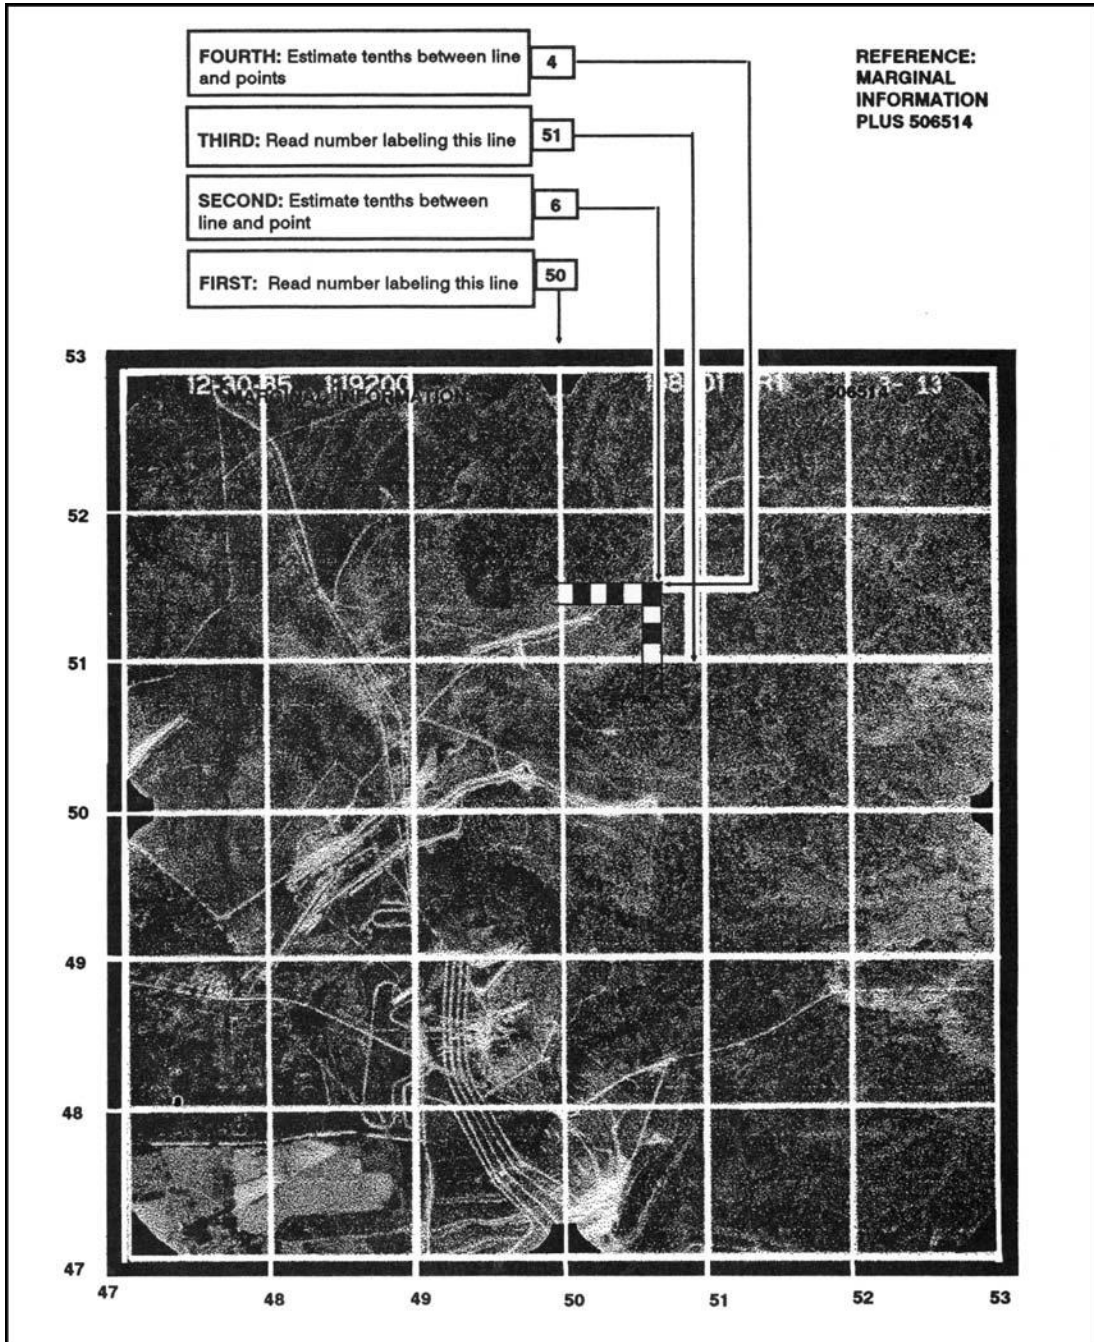 FOURTH: Estimate tenths between line
and points
4
THIRD: Read number labeling this line
51
SECOND: Estimate tenths between
line and point
6
FIRST: Read number labeling this line
50
REFERENCE:
MARGINAL
INFORMATION
PLUS 506514
12-30-85 1:19200
MARGINAL INFORMATION
13
53
52
51
50
49
48
47
47
48
49
50
51
52
53